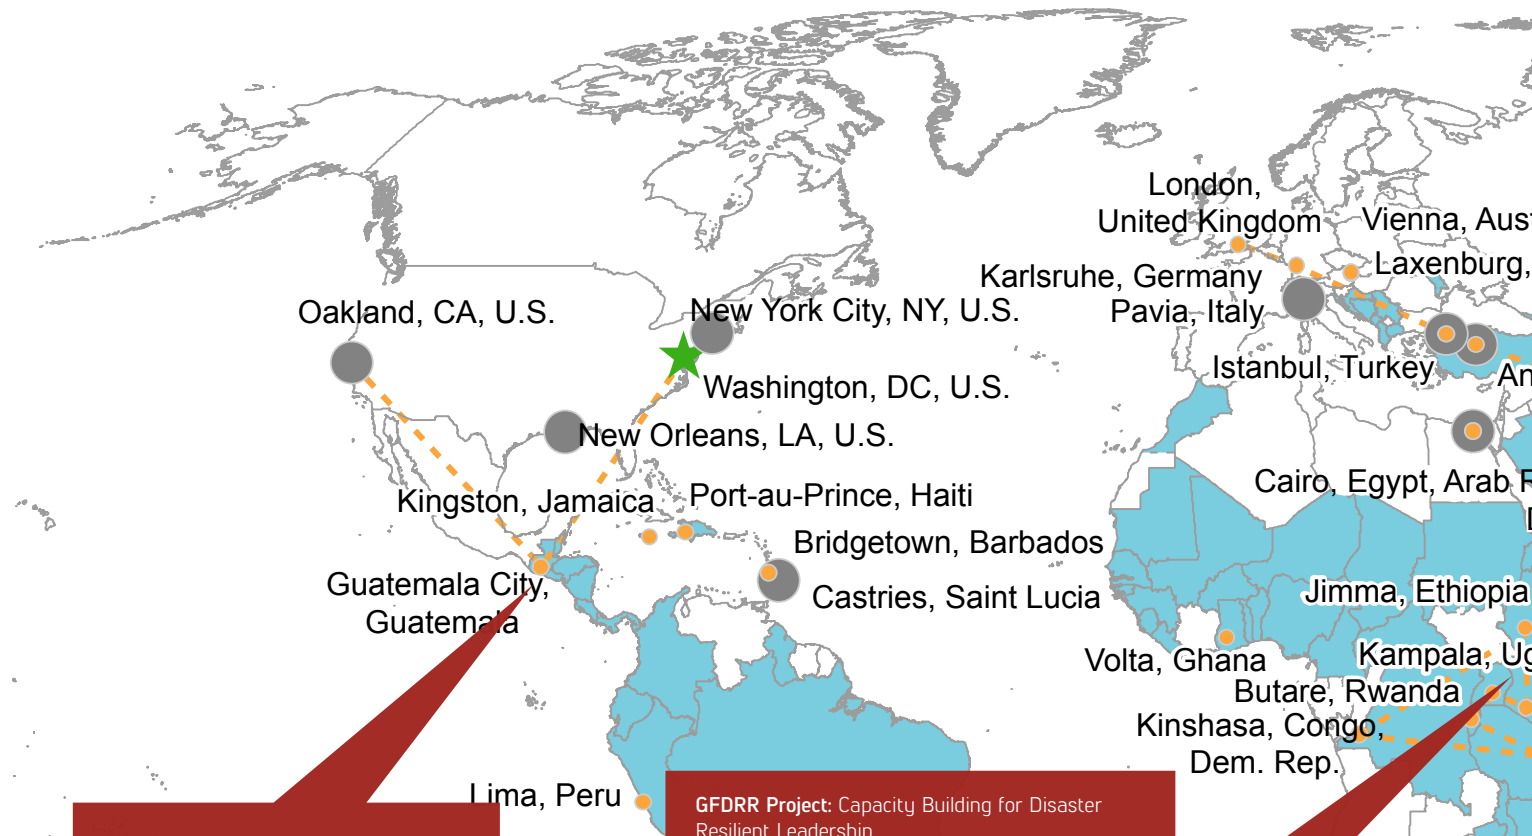 London,
United Kingdom
Vienna, Aus
Karlsruhe, Germany
Laxenburg,
Pavia, Italy
Oakland, CA, U.S.
New York City, NY, U.S.
Istanbul, Turkey
An
Washington, DC, U.S.
New Orleans, LA, U.S.
Cairo, Egypt, Arab R
D
Kingston, Jamaica
Port-au-Prince, Haiti
Bridgetown, Barbados
Castries, Saint Lucia
Guatemala City,
Guatemala
Jimma, Ethiopia
Volta, Ghana
Kampala, Ug
Butare, Rwanda
Kinshasa, Congo,
Dem. Rep.
Lima, Peru
GFDRR Project: Capacity Building for Disaster
Resilient Leadership